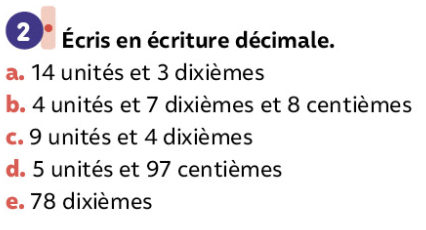 2 Écris en écriture décimale.
a. 14 unités et 3 dixièmes
b. 4 unités et 7 dixièmes et 8 centièmes
c. 9 unités et 4 dixièmes
d. 5 unités et 97 centièmes
e. 78 dixièmes